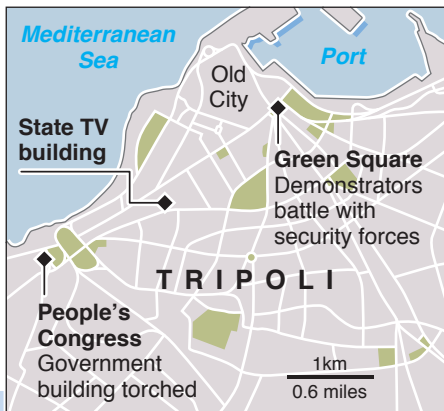 Mediterranean
Sea
Port
Old
City
State TV
building
Green Square
Demonstrators
battle with
security forces
TRIPOLI
People's
Congress
Government
building torched
1km
0.6 miles